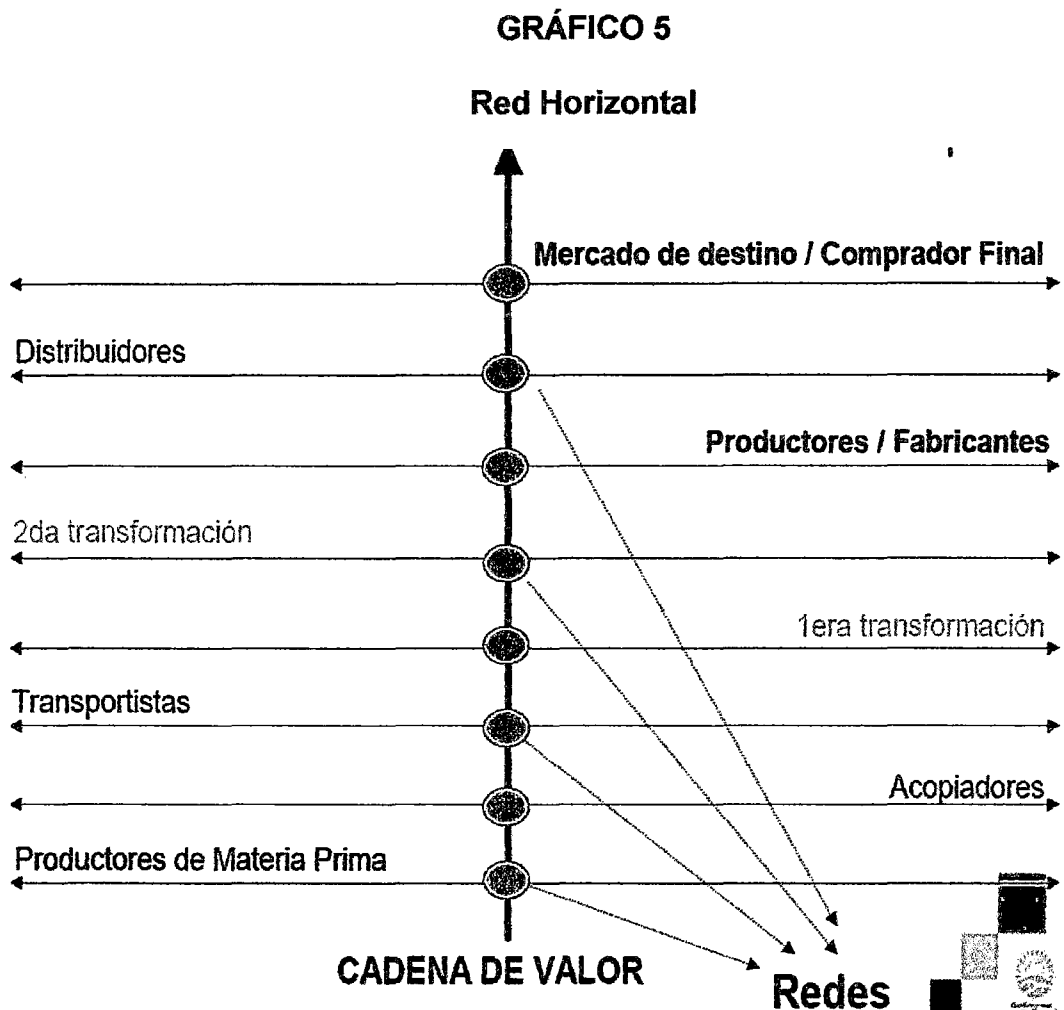 GRÁFICO 5
Red Horizontal
Mercado de destino / Comprador Final
Distribuidores
Productores / Fabricantes
2da transformación
1era transformación
Transportistas
Acopiadores
Productores de Materia Prima
CADENA DE VALOR
Redes